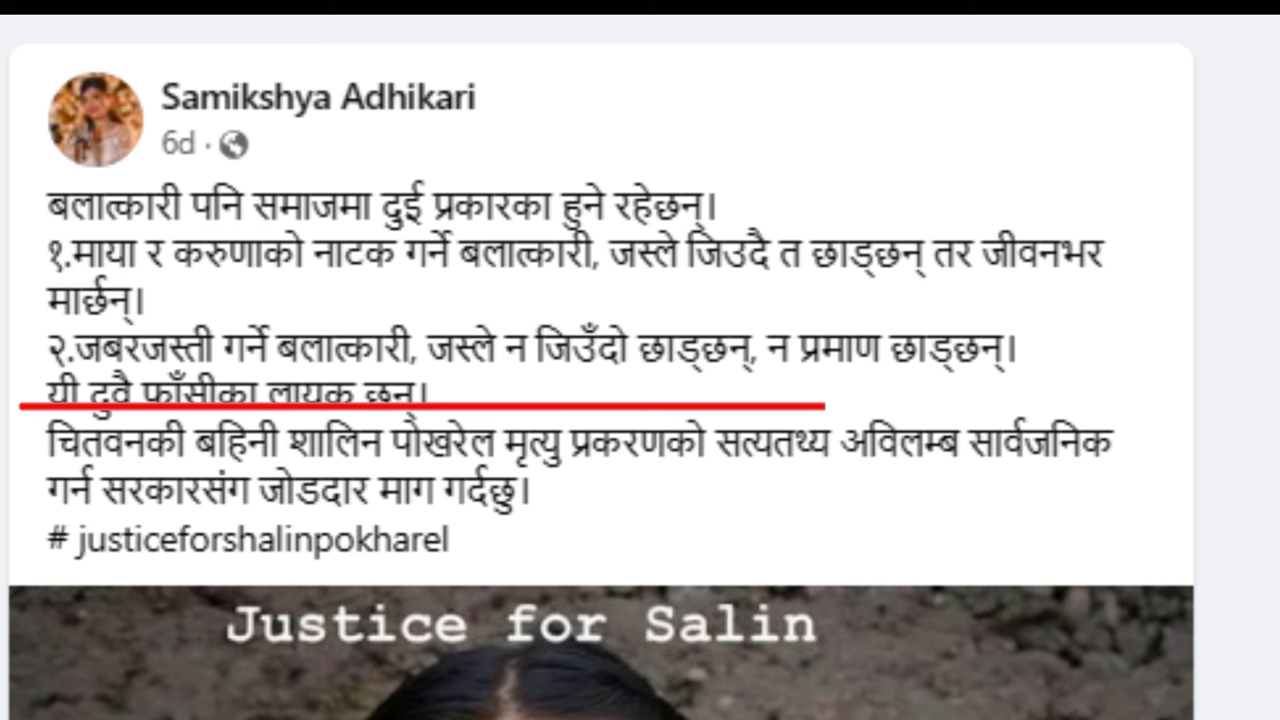 Samikshya Adhikari
6d ·
बलात्कारी पनि समाजमा दुई प्रकारका हुने रहेछन्।
१.माया र करुणाको नाटक गर्ने बलात्कारी, जस्ले जिउदै त छाड्छन् तर जीवनभर
मार्छन्।
२.जबरजस्ती गर्ने बलात्कारी, जस्ले न जिउँदो छाड्छन्, न प्रमाण छाड्छन्।
यी दुवै फाँसीका लायक छन्।
चितवनकी बहिनी शालिन पोखरेल मृत्यु प्रकरणको सत्यतथ्य अविलम्ब सार्वजनिक
गर्न सरकारसंग जोडदार माग गर्दछु।
# justiceforshalinpokharel
Justice for Salin